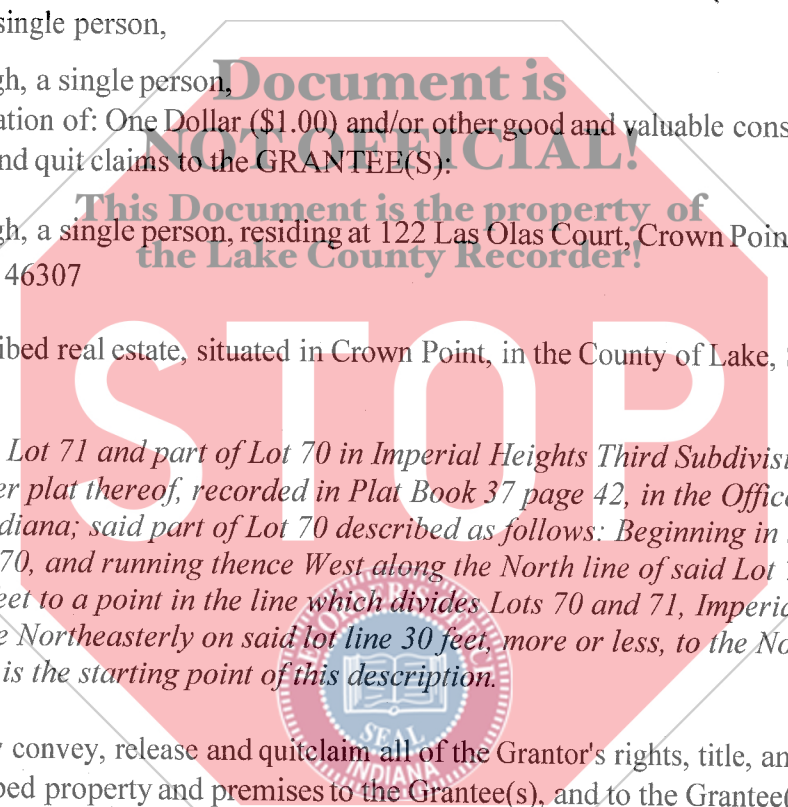 single person,
gh, a single person,
Document is
ation of: One Dollar ($1.00) and/or other good and valuable cons
NOT OFFICIAL!
nd quit claims to the GRANTEE(S):
This Document is the property of
gh, a single person, residing at 122 Las Olas Court, Crown Poin
the Lake County Recorder!
46307
ibed real estate, situated in Crown Point, in the County of Lake,
STOP
Lot 71 and part of Lot 70 in Imperial Heights Third Subdivisi
er plat thereof, recorded in Plat Book 37 page 42, in the Office
diana; said part of Lot 70 described as follows: Beginning in
70, and running thence West along the North line of said Lot
eet to a point in the line which divides Lots 70 and 71, Imperia
e Northeasterly on said lot line 30 feet, more or less, to the No
is the starting point of this description.
SEAL
y convey, release and quitclaim all of the Grantor's rights, title, an
INDIANA
bed property and premises to the Grantee(s), and to the Grantee(